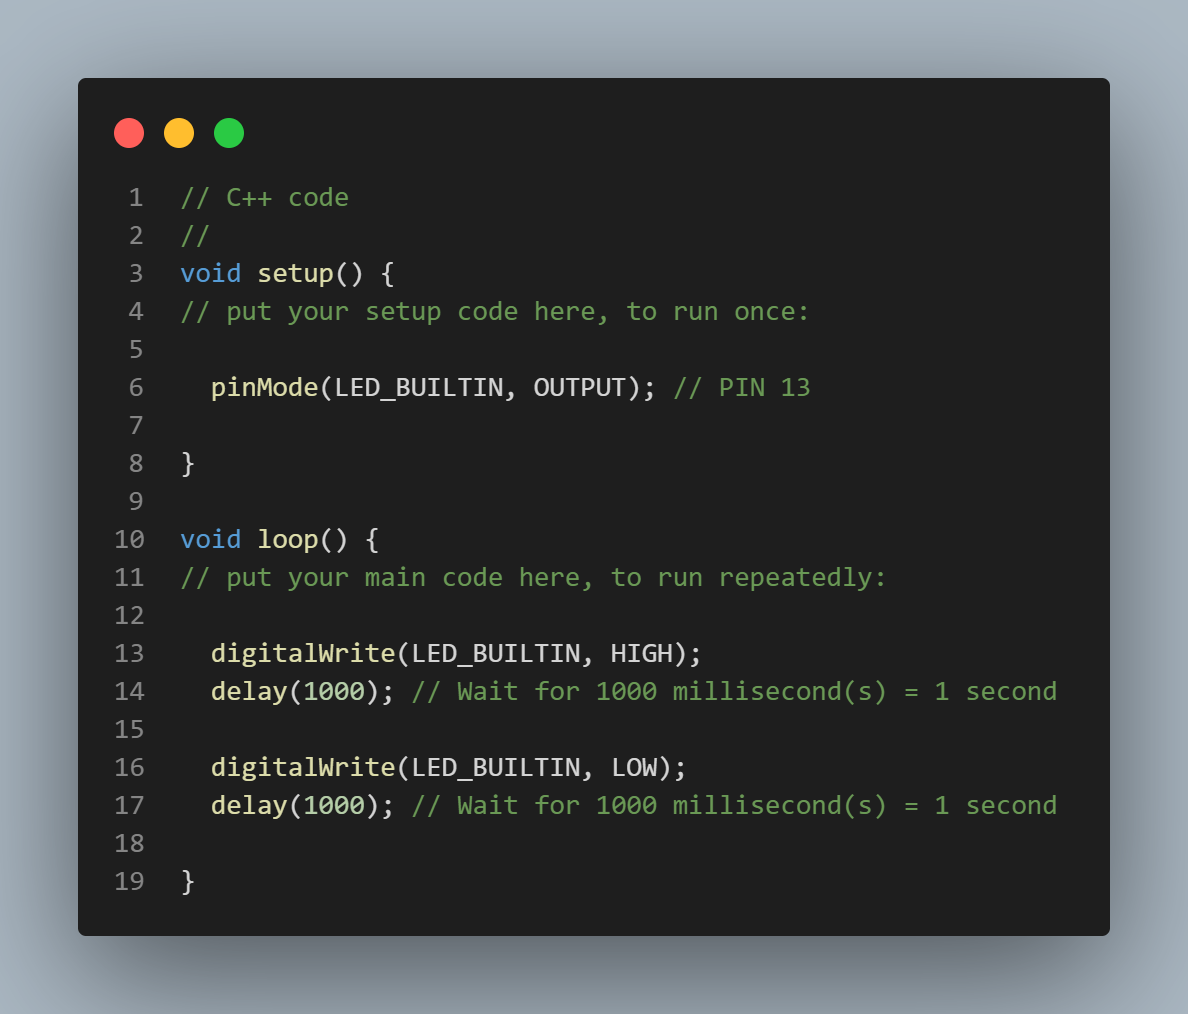 1 // C++ code
2 //
3 void setup() {
4 // put your setup code here, to run once:
5
6   pinMode(LED_BUILTIN, OUTPUT); // PIN 13
7
8 }
9
10 void loop() {
11 // put your main code here, to run repeatedly:
12
13   digitalWrite(LED_BUILTIN, HIGH);
14   delay(1000); // Wait for 1000 millisecond(s) = 1 second
15
16   digitalWrite(LED_BUILTIN, LOW);
17   delay(1000); // Wait for 1000 millisecond(s) = 1 second
18
19 }